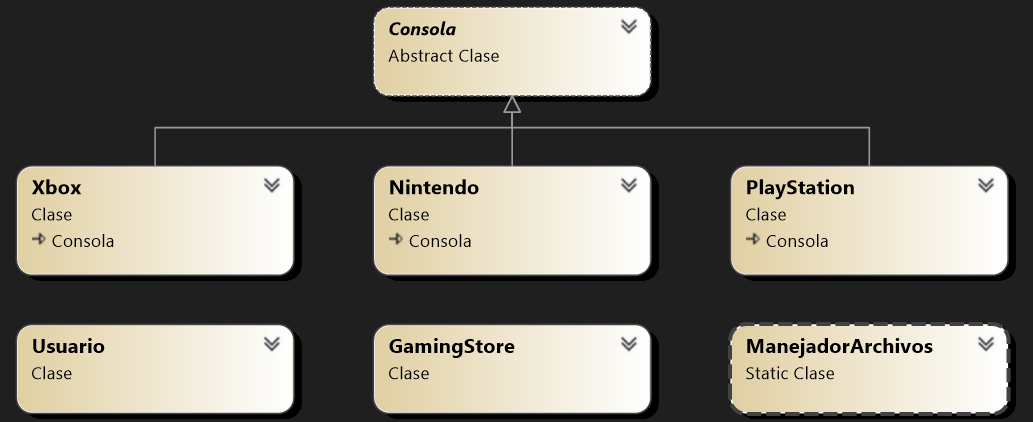 Consola
Abstract Clase
Xbox
Clase
Consola
Nintendo
Clase
Consola
PlayStation
Clase
Consola
Usuario
Clase
GamingStore
Clase
ManejadorArchivos
Static Clase